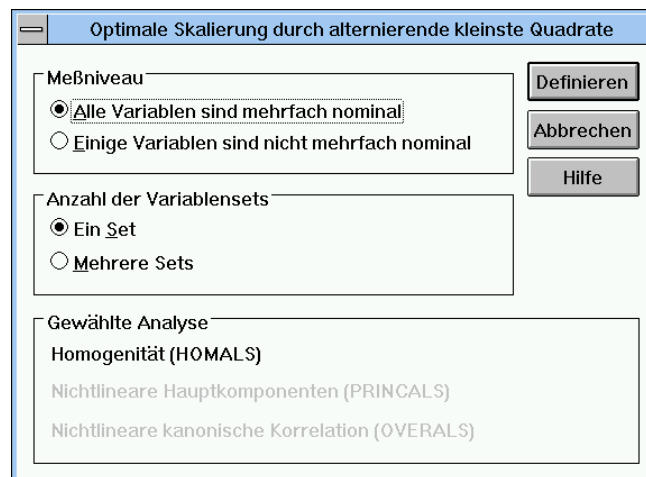 Optimale Skalierung durch alternierende kleinste Quadrate
Meßniveau
Alle Variablen sind mehrfach nominal
Einige Variablen sind nicht mehrfach nominal
Definieren
Abbrechen
Hilfe
Anzahl der Variablensets
Ein Set
Mehrere Sets
Gewählte Analyse
Homogenität (HOMALS)
Nichtlineare Hauptkomponenten (PRINCALS)
Nichtlineare kanonische Korrelation (OVERALS)